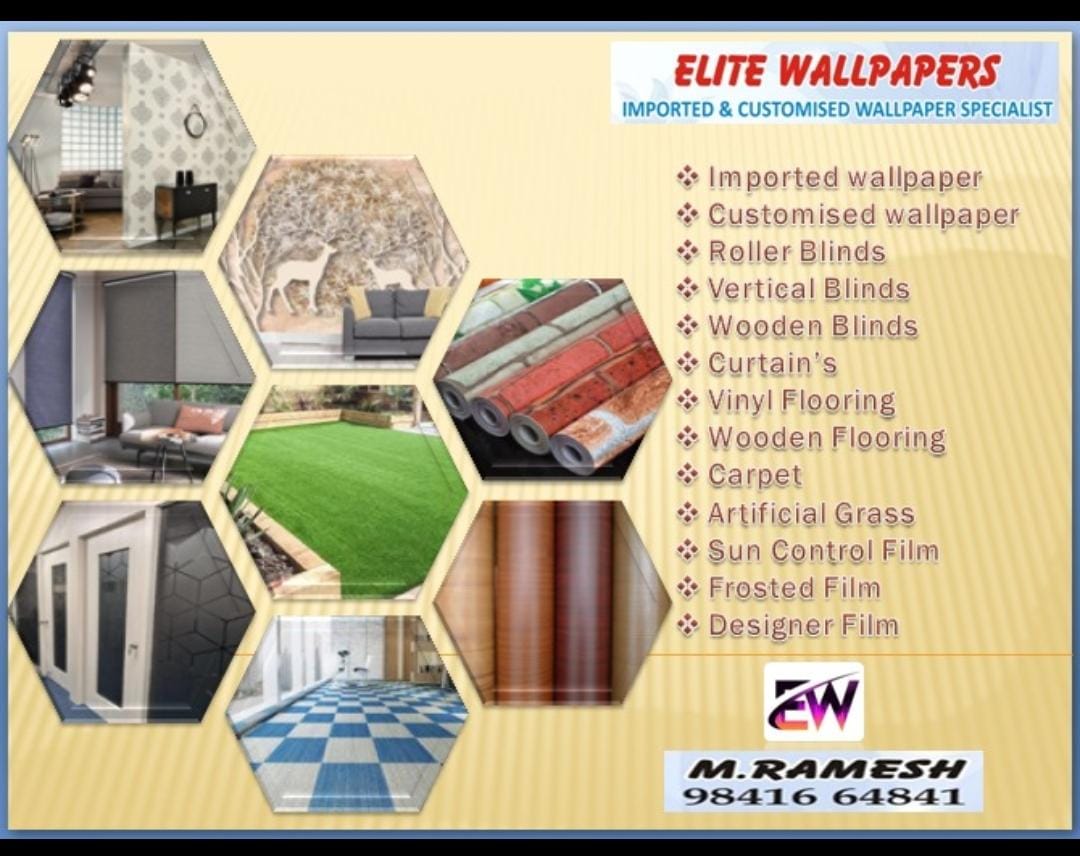 ELITE WALLPAPERS
IMPORTED & CUSTOMISED WALLPAPER SPECIALIST
❖ Imported wallpaper
❖ Customised wallpaper
❖ Roller Blinds
❖ Vertical Blinds
❖ Wooden Blinds
❖ Curtain's
❖ Vinyl Flooring
❖ Wooden Flooring
❖ Carpet
❖ Artificial Grass
❖ Sun Control Film
❖ Frosted Film
❖ Designer Film
EW
M.RAMESH
98416 64841